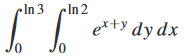 ∫₀^{ln 3} ∫₀^{ln 2} e^{x+y} dy dx